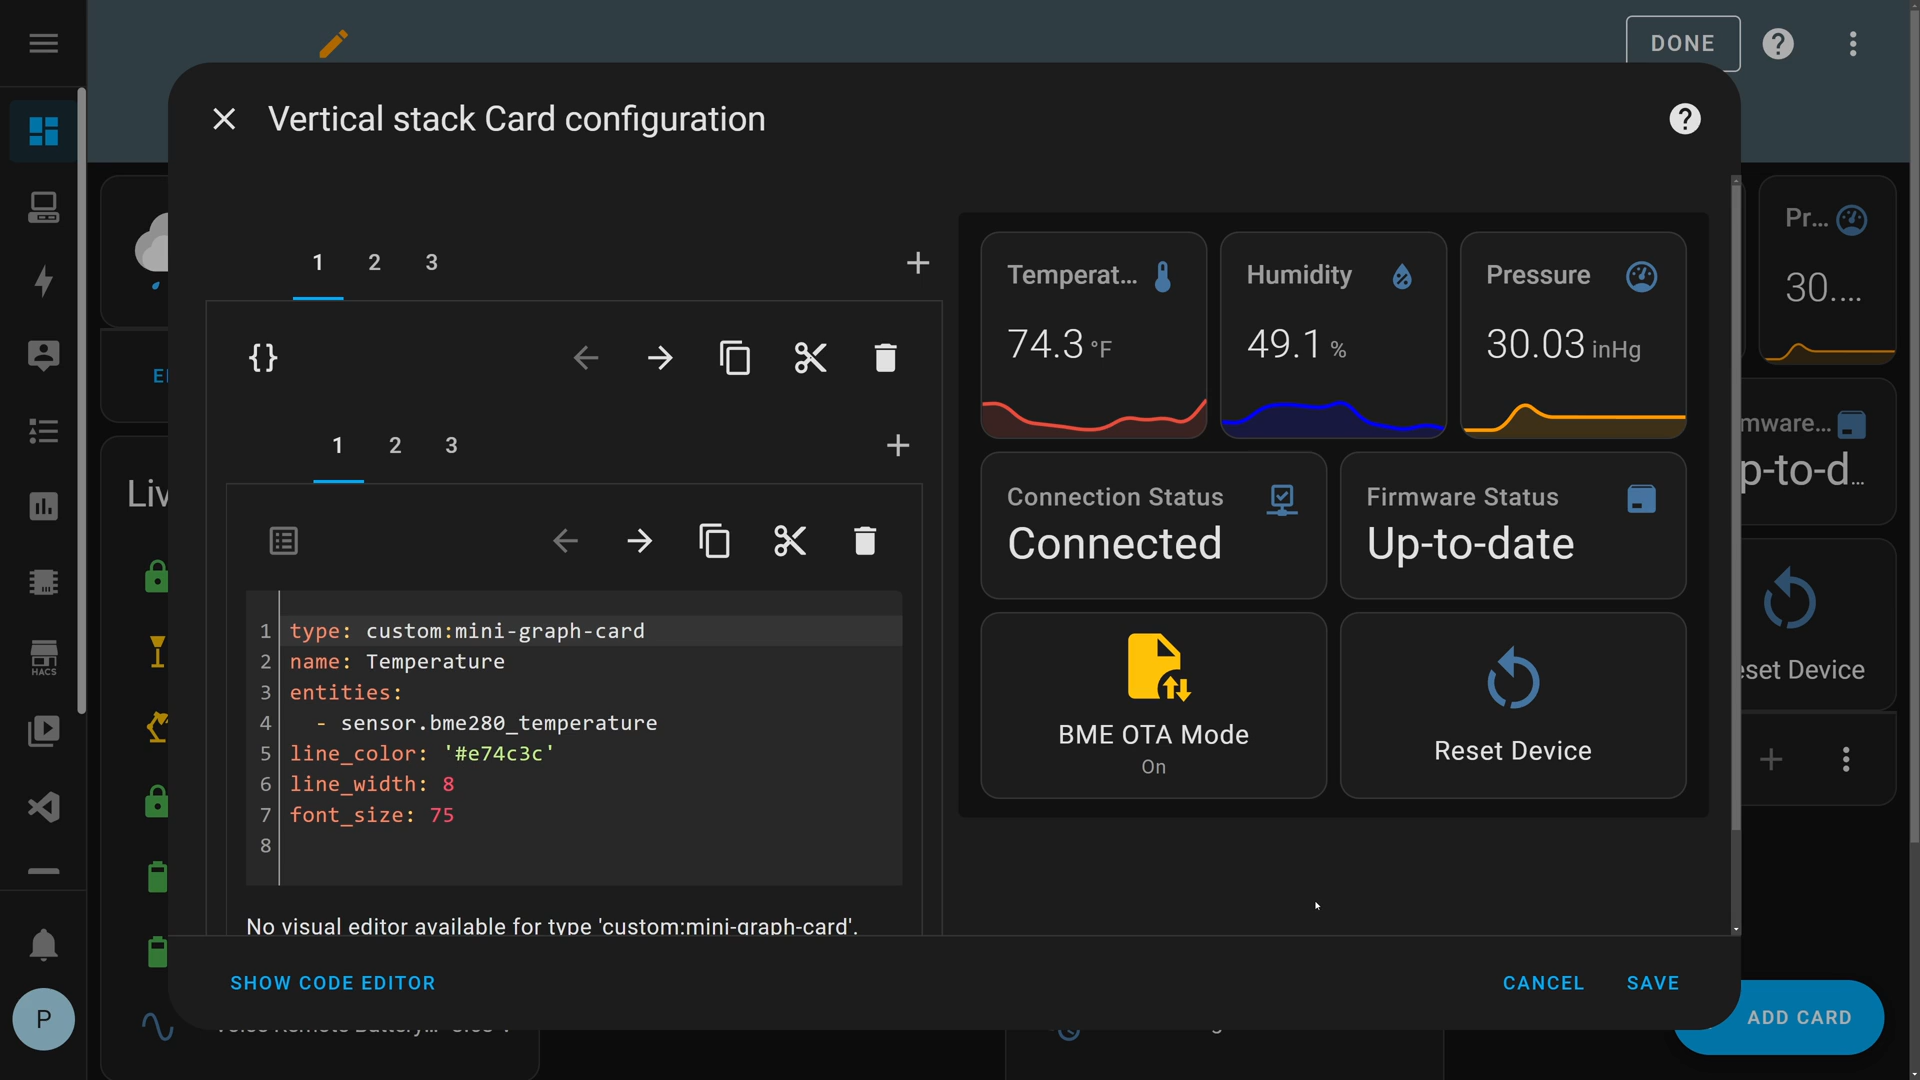 DONE
?
Vertical stack Card configuration
?
1 2 3 +
{}
1 2 3 +
1 type: custom:mini-graph-card
2 name: Temperature
3 entities:
4 - sensor.bme280_temperature
5 line_color: '#e74c3c'
6 line_width: 8
7 font_size: 75
8
No visual editor available for type 'custom:mini-graph-card'.
SHOW CODE EDITOR
CANCEL
SAVE
Temperat...
74.3 °F
Humidity
49.1 %
Pressure
30.03 inHg
Connection Status
Connected
Firmware Status
Up-to-date
BME OTA Mode
On
Reset Device
Pr...
30....
mware...
p-to-d...
eset Device
Liv
HACS
P
ADD CARD